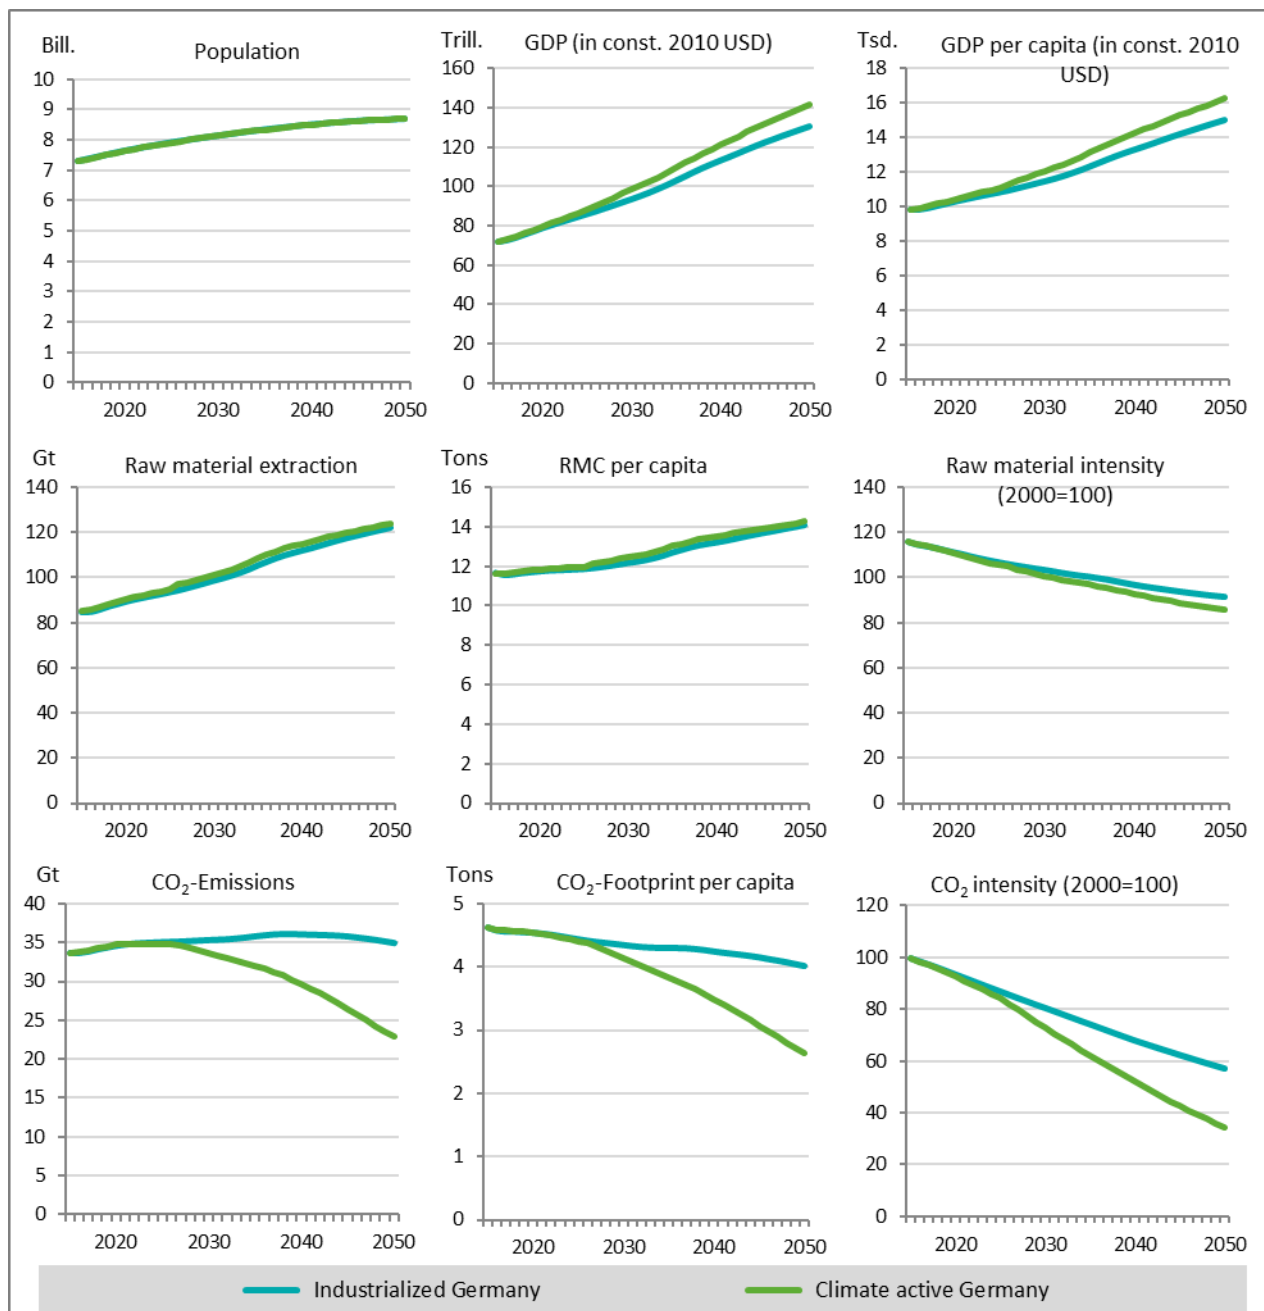 Bill.
Population
10
9
8
7
6
5
4
3
2
1
0
2020 2030 2040 2050
Trill.
GDP (in const. 2010 USD)
160
140
120
100
80
60
40
20
0
2020 2030 2040 2050
Tsd.
GDP per capita (in const. 2010
USD)
18
16
14
12
10
8
6
4
2
0
2020 2030 2040 2050
Gt
Raw material extraction
140
120
100
80
60
40
20
0
2020 2030 2040 2050
Tons
RMC per capita
16
14
12
10
8
6
4
2
0
2020 2030 2040 2050
Raw material intensity
(2000=100)
140
120
100
80
60
40
20
0
2020 2030 2040 2050
Gt
CO₂-Emissions
40
35
30
25
20
15
10
5
0
2020 2030 2040 2050
Tons
CO₂-Footprint per capita
5
4
3
2
1
0
2020 2030 2040 2050
CO₂ intensity (2000=100)
120
100
80
60
40
20
0
2020 2030 2040 2050
Industrialized Germany Climate active Germany